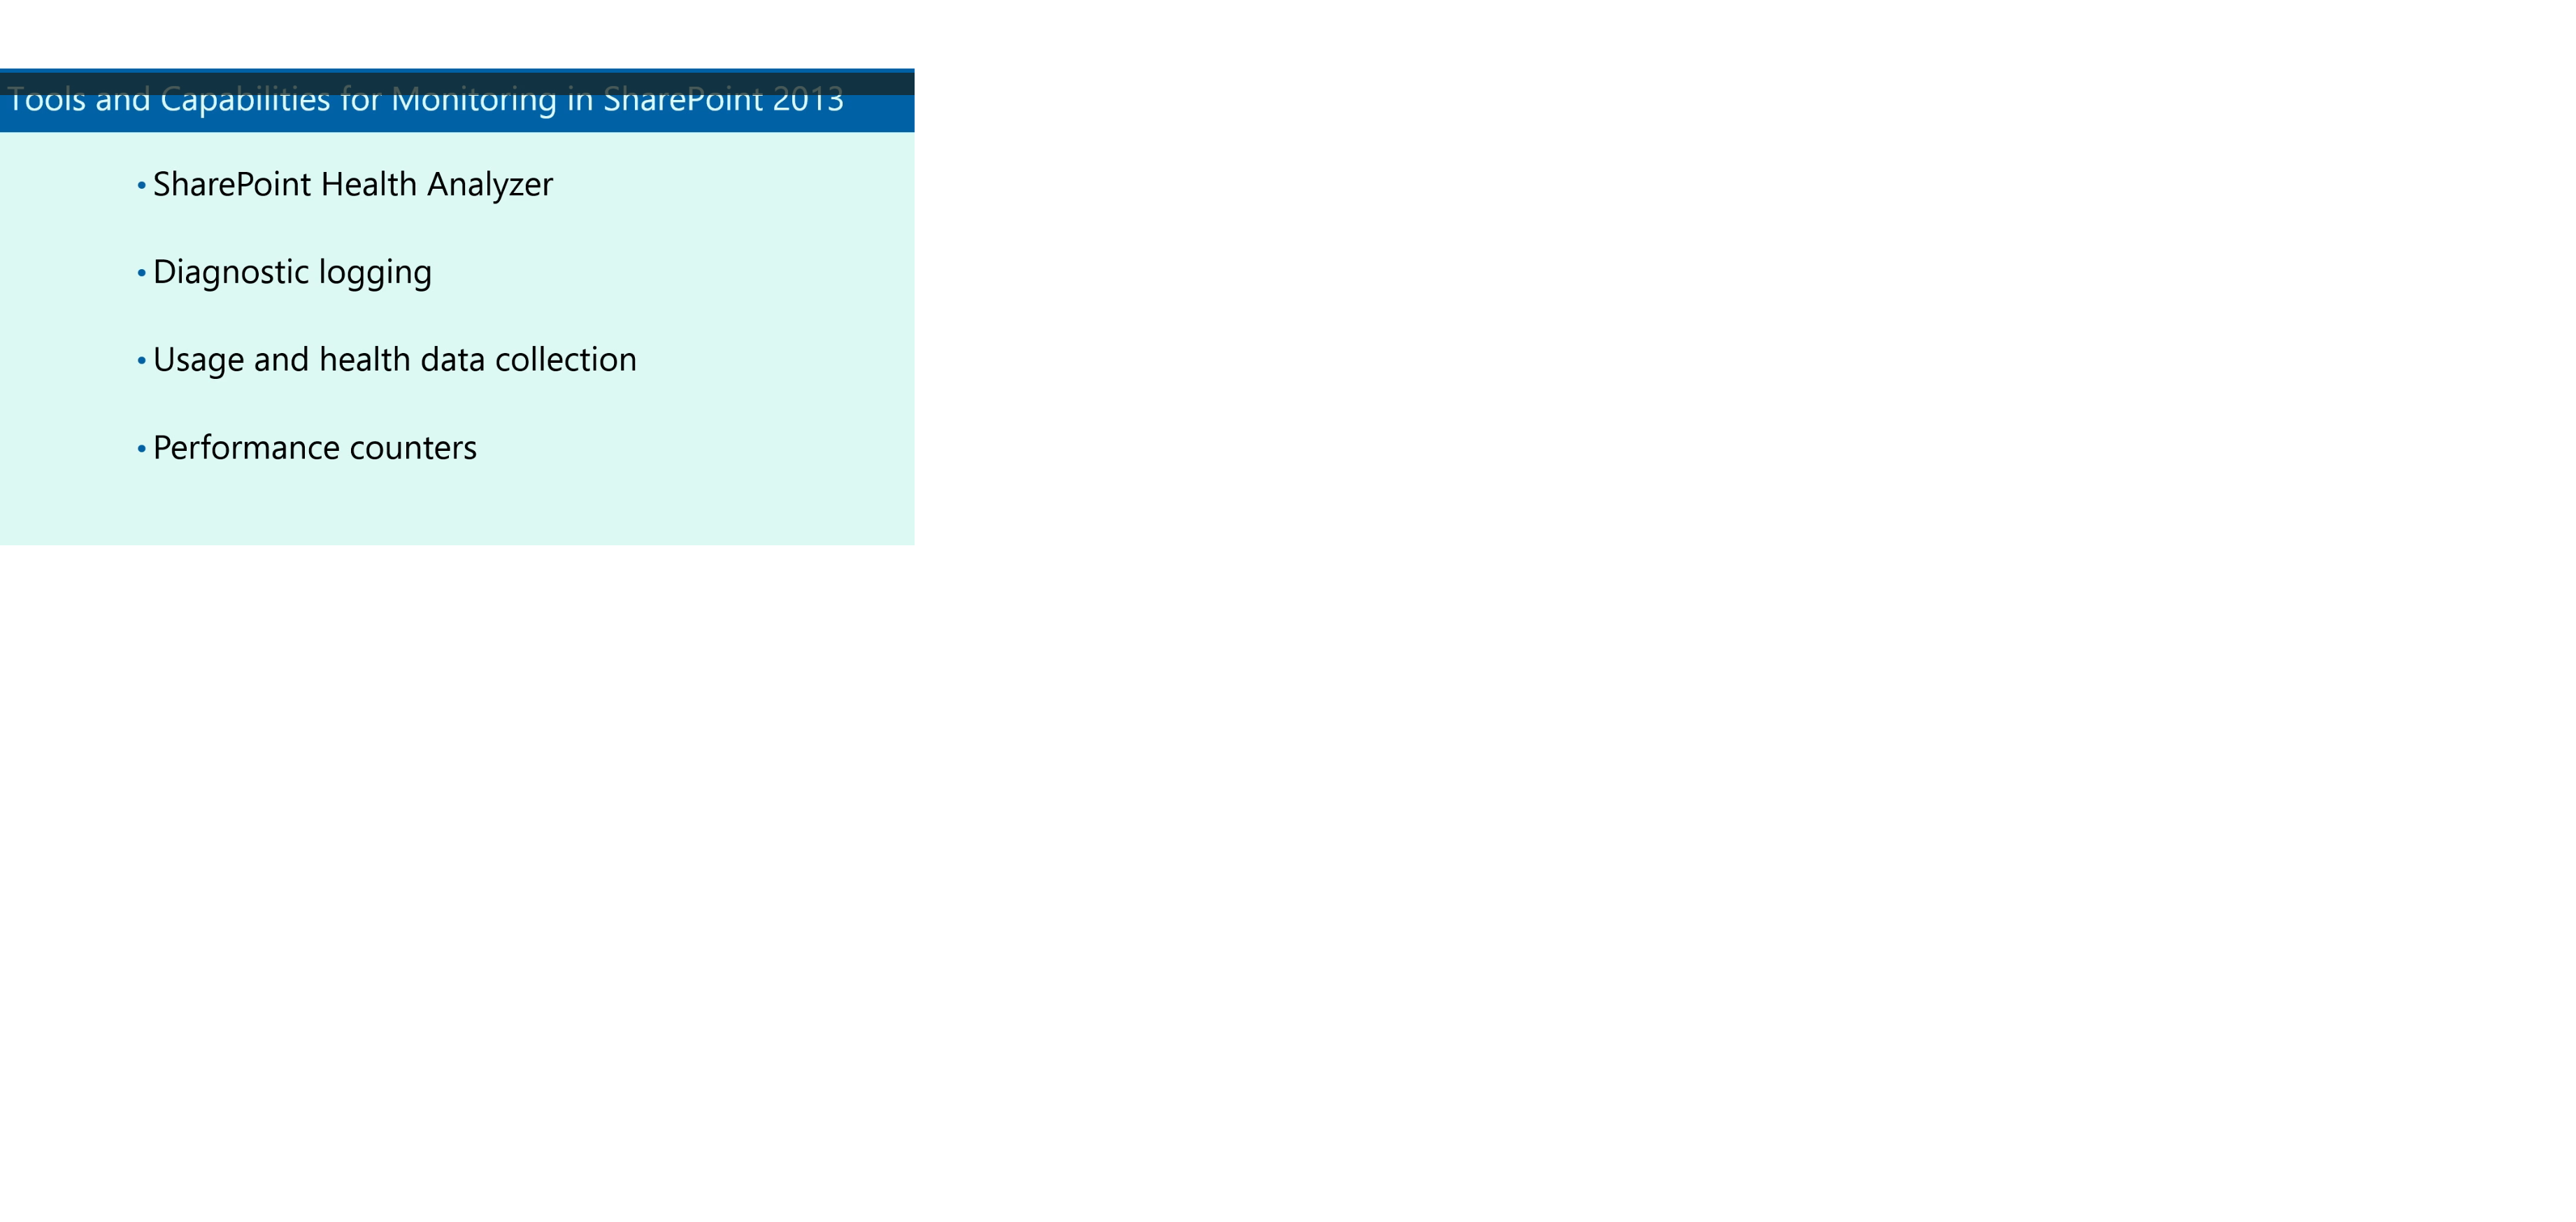 Tools and Capabilities for Monitoring in SharePoint 2013
• SharePoint Health Analyzer
• Diagnostic logging
• Usage and health data collection
• Performance counters